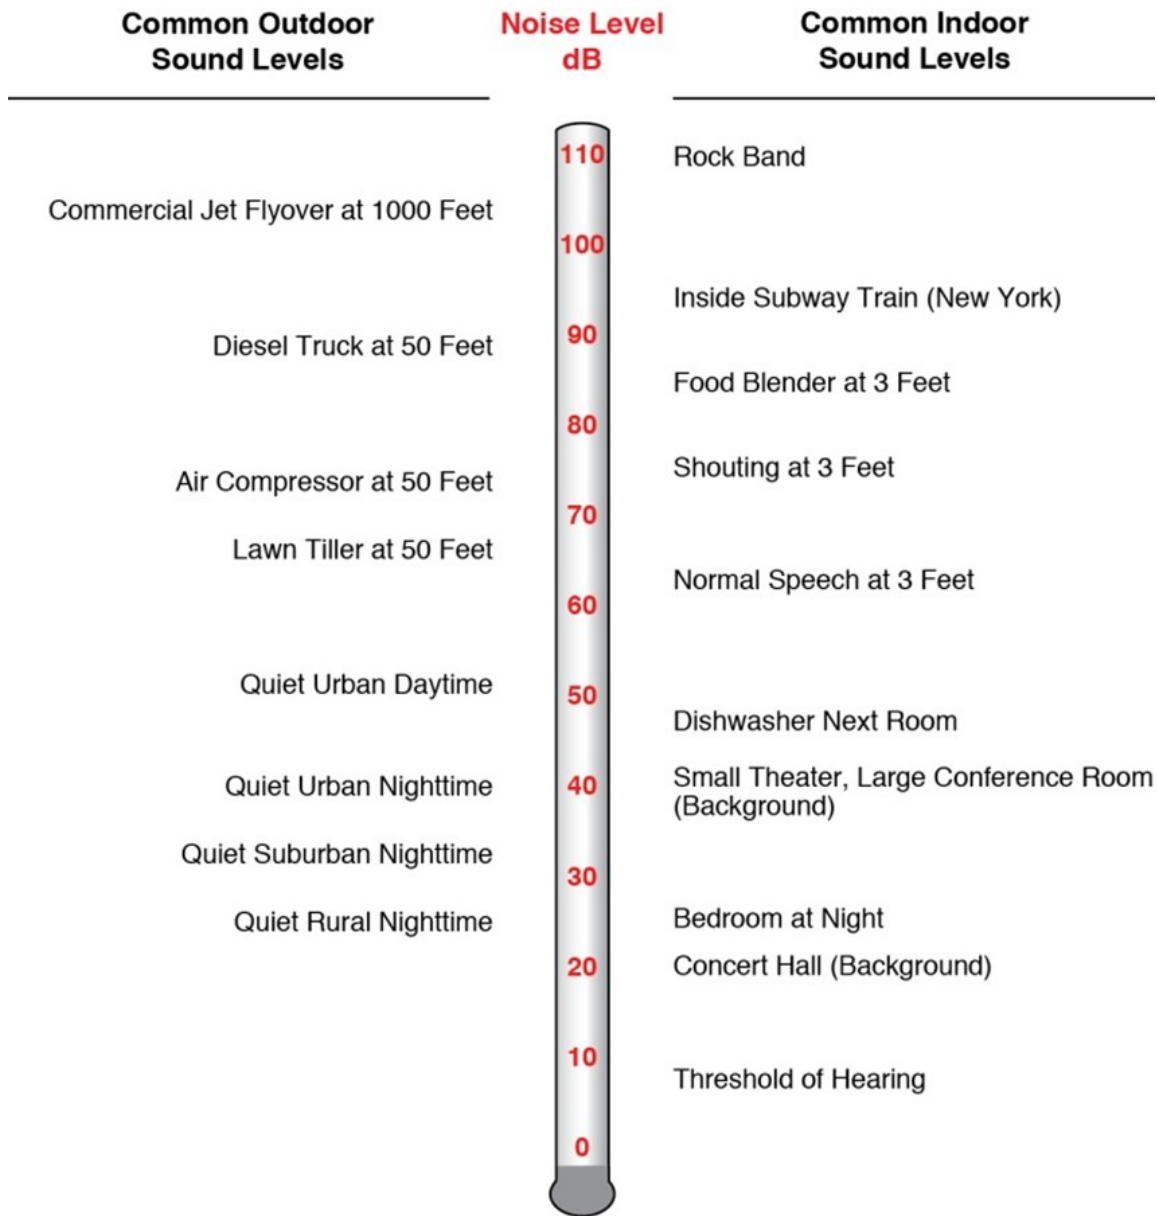 Common Outdoor
Sound Levels
Noise Level
dB
Common Indoor
Sound Levels
110
Rock Band
Commercial Jet Flyover at 1000 Feet
100
Inside Subway Train (New York)
90
Diesel Truck at 50 Feet
Food Blender at 3 Feet
80
Shouting at 3 Feet
Air Compressor at 50 Feet
70
Lawn Tiller at 50 Feet
Normal Speech at 3 Feet
60
Quiet Urban Daytime
50
Dishwasher Next Room
Quiet Urban Nighttime
40
Small Theater, Large Conference Room
(Background)
Quiet Suburban Nighttime
30
Quiet Rural Nighttime
Bedroom at Night
20
Concert Hall (Background)
10
Threshold of Hearing
0